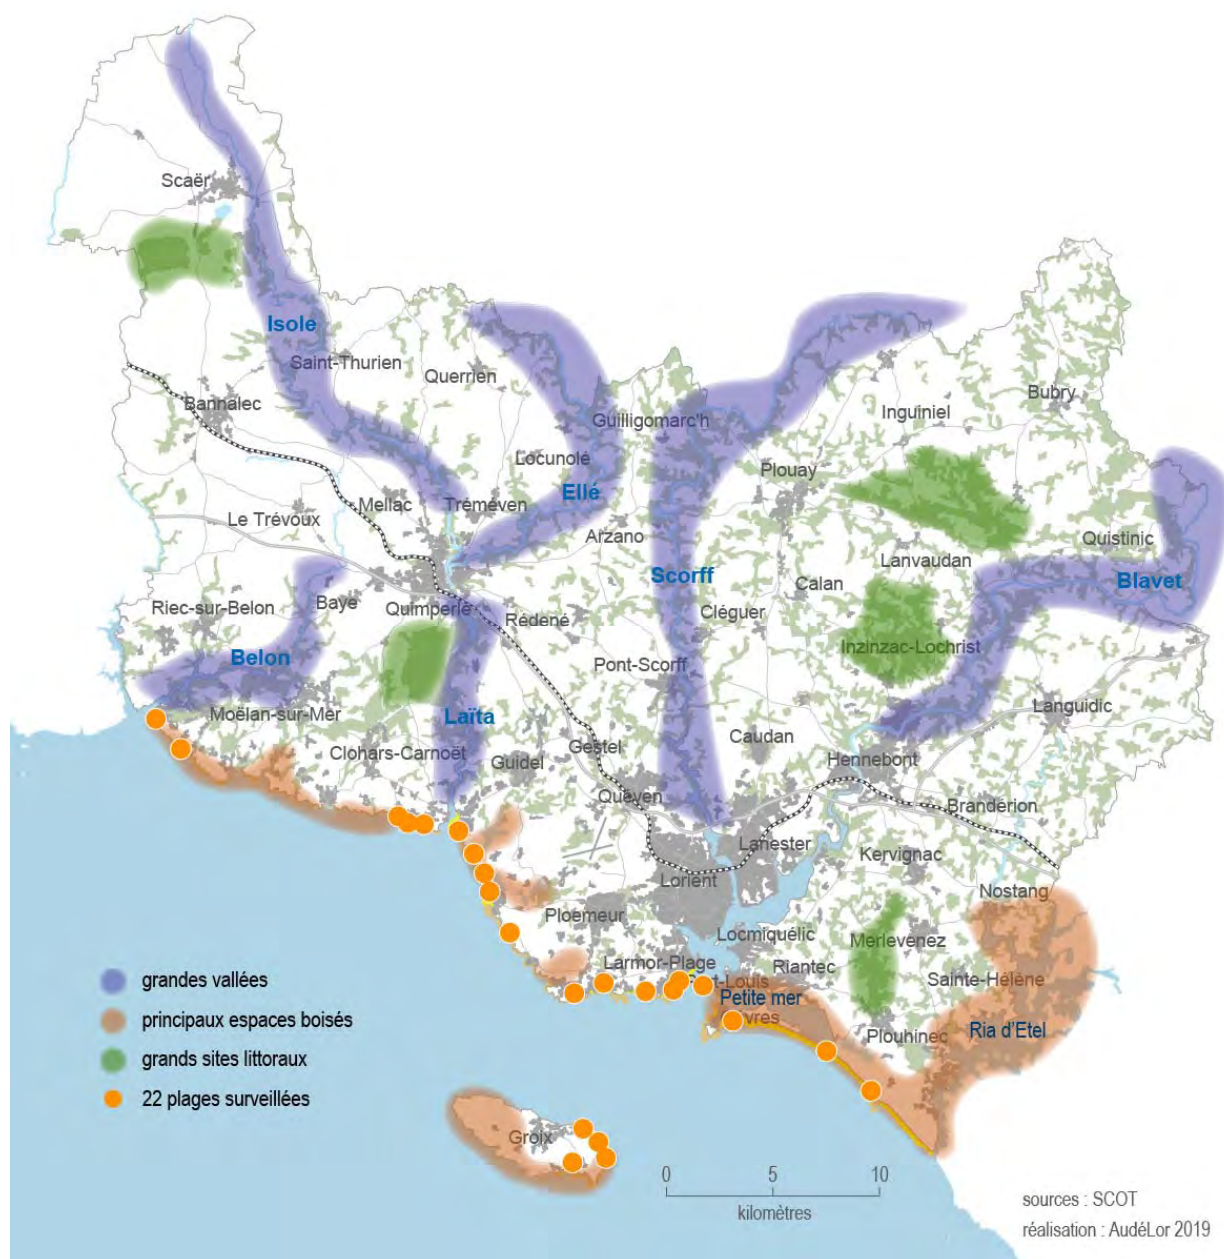 Scaër
Isole
Saint-Thurien
Querrien
Bannalec
Guilligomarc'h
Inguiniel
Bubry
Locunolé
Ellé
Plouay
Mellac
Tréméven
Le Trévoux
Arzano
Lanvaudan
Quistinic
Scorff
Calan
Blavet
Baye
Quimperlé
Riec-sur-Belon
Rédené
Cléguer
Belon
Pont-Scorff
Inzinzac-Lochrist
Moëlan-sur-Mer
Laïta
Languidic
Clohars-Carnoët
Gestel
Caudan
Guidel
Hennebont
Quéven
Brandérion
Lanester
Kervignac
Lorient
Nostang
Ploemeur
Locmiquélic
Merlevenez
Larmor-Plage
Riantec
Sainte-Hélène
Petite mer
Plouhinec
Ria d'Etel
Groix
grandes vallées
principaux espaces boisés
grands sites littoraux
22 plages surveillées
0 5 10
kilomètres
sources : SCOT
réalisation : AudéLor 2019